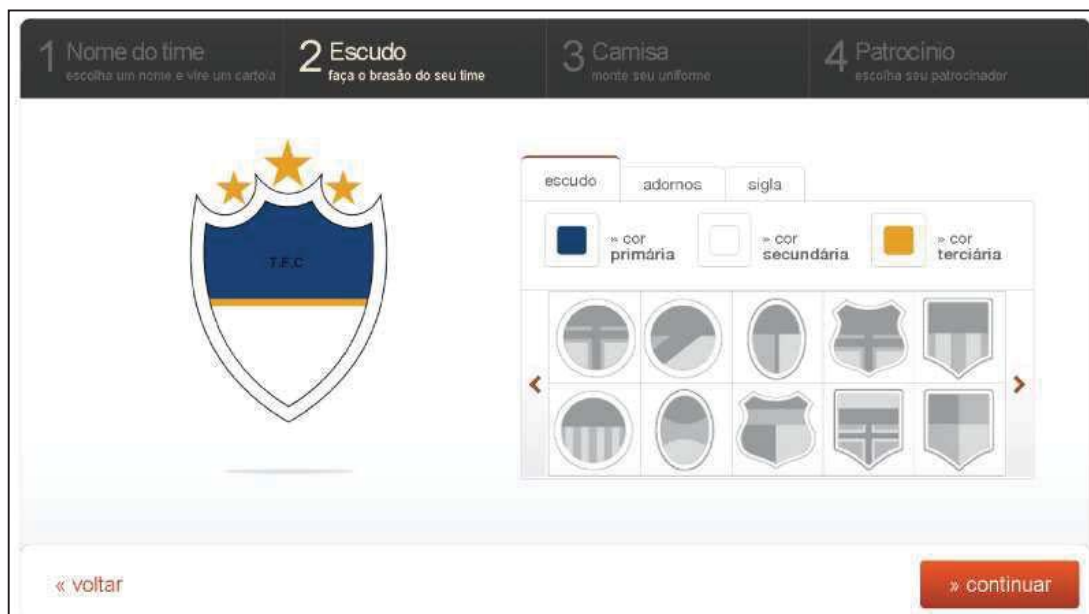 1 Nome do time
escolha um nome e vire um cartola
2 Escudo
faça o brasão do seu time
3 Camisa
monte seu uniforme
4 Patrocínio
escolha seu patrocinador
T.F.C
escudo
adornos
sigla
» cor
primária
» cor
secundária
» cor
terciária
« voltar
» continuar